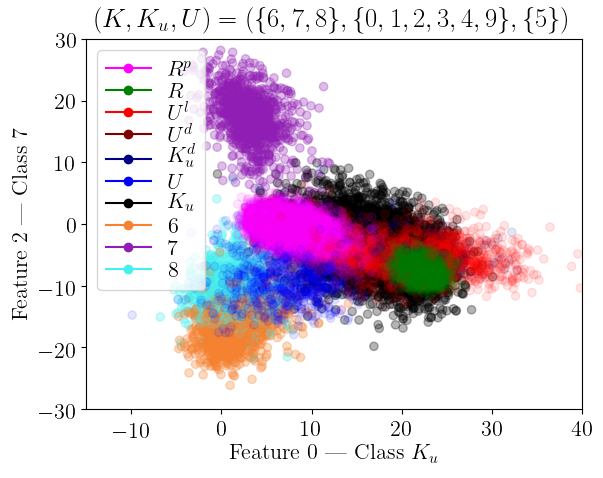 (K, K_u, U) = ({6, 7, 8}, {0, 1, 2, 3, 4, 9}, {5})
30
20
10
0
−10
−20
−30
Feature 2 — Class 7
R^p
R
U^l
U^d
K_u^d
U
K_u
6
7
8
−10 0 10 20 30 40
Feature 0 — Class K_u